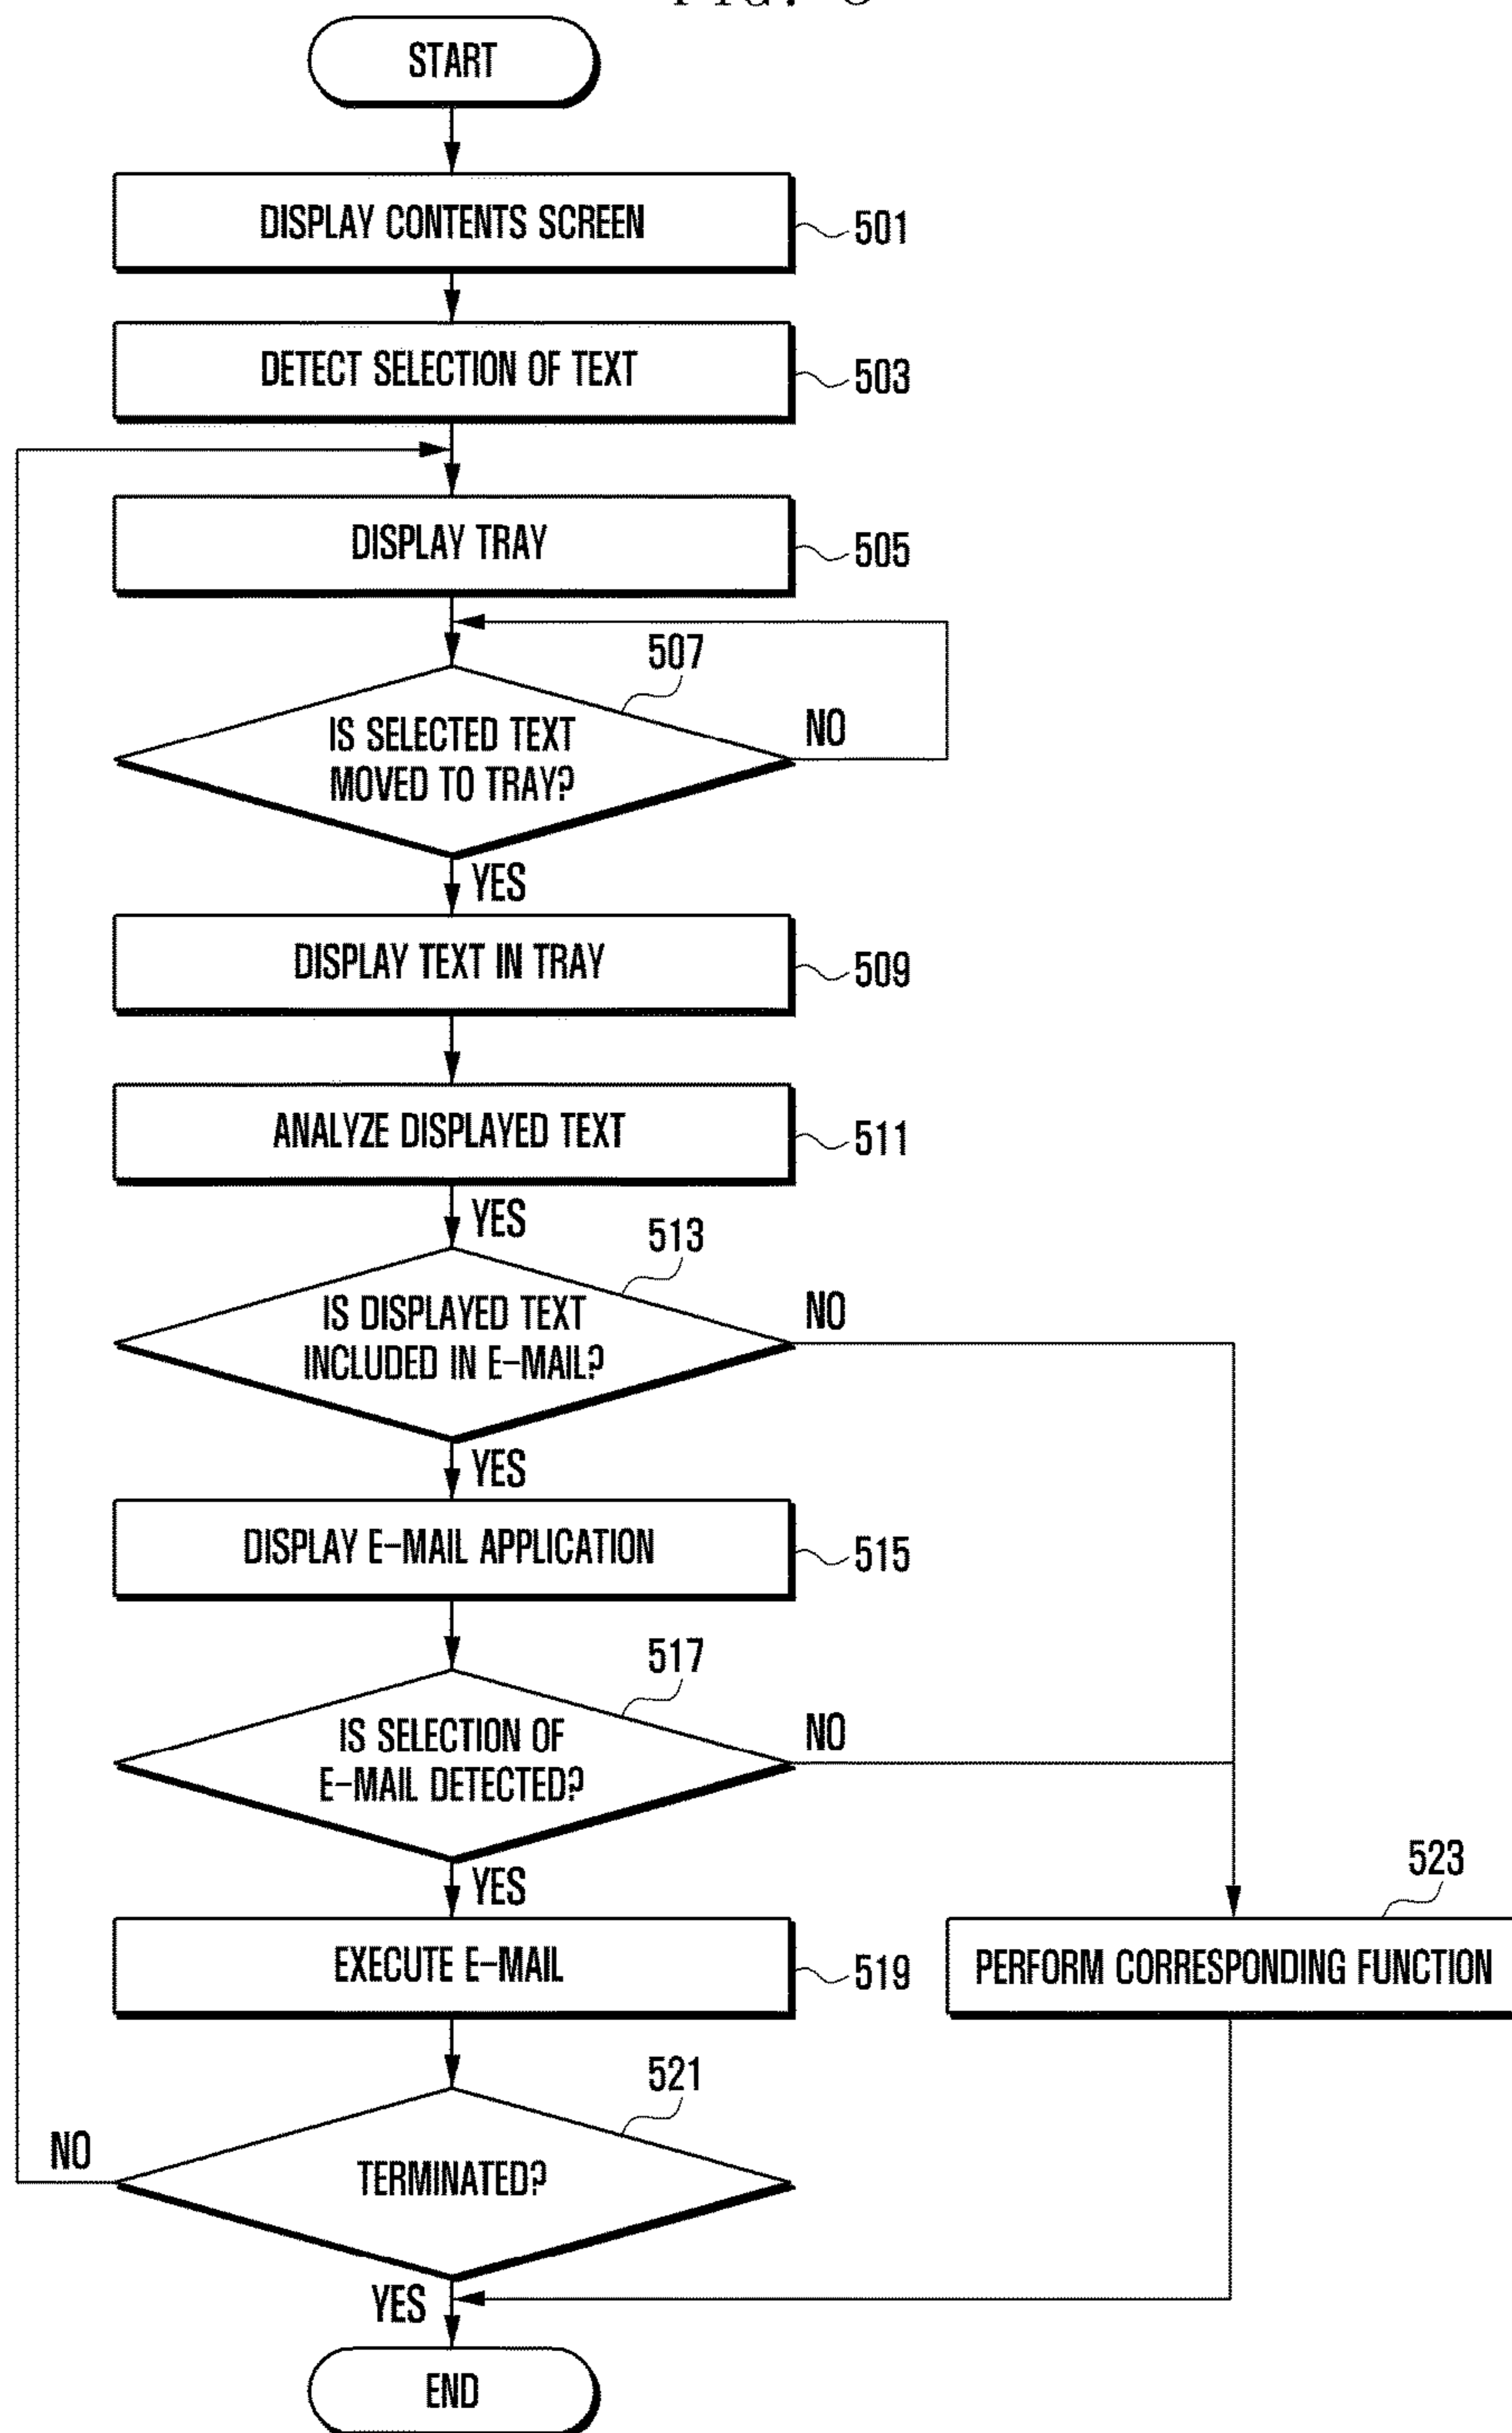 START
DISPLAY CONTENTS SCREEN
501
DETECT SELECTION OF TEXT
503
DISPLAY TRAY
505
507
IS SELECTED TEXT
MOVED TO TRAY?
NO
YES
DISPLAY TEXT IN TRAY
509
ANALYZE DISPLAYED TEXT
511
YES
513
IS DISPLAYED TEXT
INCLUDED IN E-MAIL?
NO
YES
DISPLAY E-MAIL APPLICATION
515
517
IS SELECTION OF
E-MAIL DETECTED?
NO
YES
EXECUTE E-MAIL
519
523
PERFORM CORRESPONDING FUNCTION
521
TERMINATED?
NO
YES
END